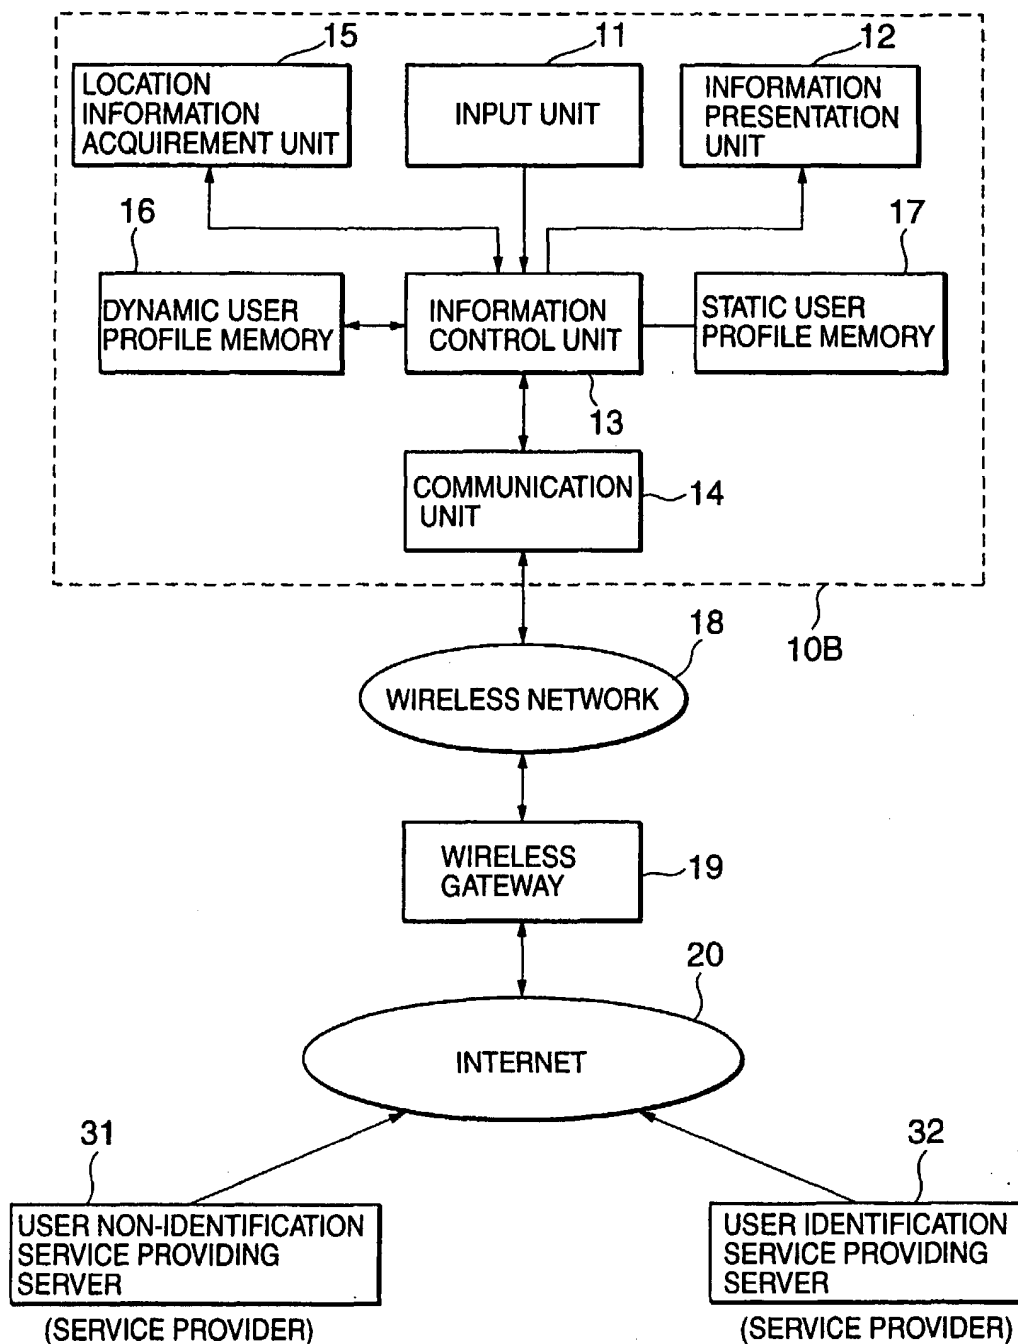 15
11
12
LOCATION
INFORMATION
ACQUIREMENT UNIT
INPUT UNIT
INFORMATION
PRESENTATION
UNIT
16
17
DYNAMIC USER
PROFILE MEMORY
INFORMATION
CONTROL UNIT
STATIC USER
PROFILE MEMORY
13
COMMUNICATION
UNIT
14
10B
18
WIRELESS NETWORK
WIRELESS
GATEWAY
19
20
INTERNET
31
32
USER NON-IDENTIFICATION
SERVICE PROVIDING
SERVER
(SERVICE PROVIDER)
USER IDENTIFICATION
SERVICE PROVIDING
SERVER
(SERVICE PROVIDER)